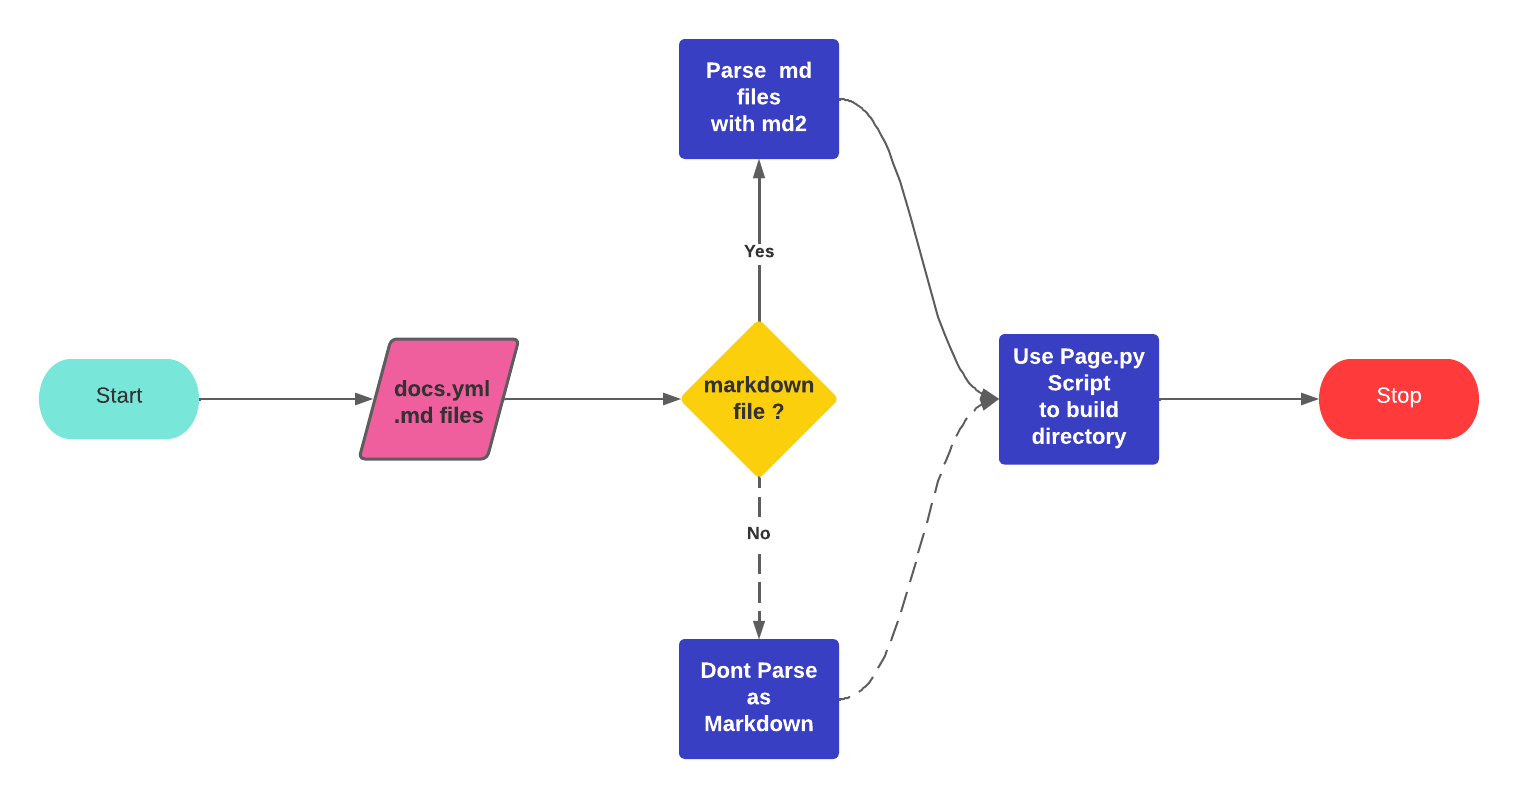 Start
docs.yml
.md files
markdown
file ?
Yes
Parse  md
files
with md2
No
Dont Parse
as
Markdown
Use Page.py
Script
to build
directory
Stop